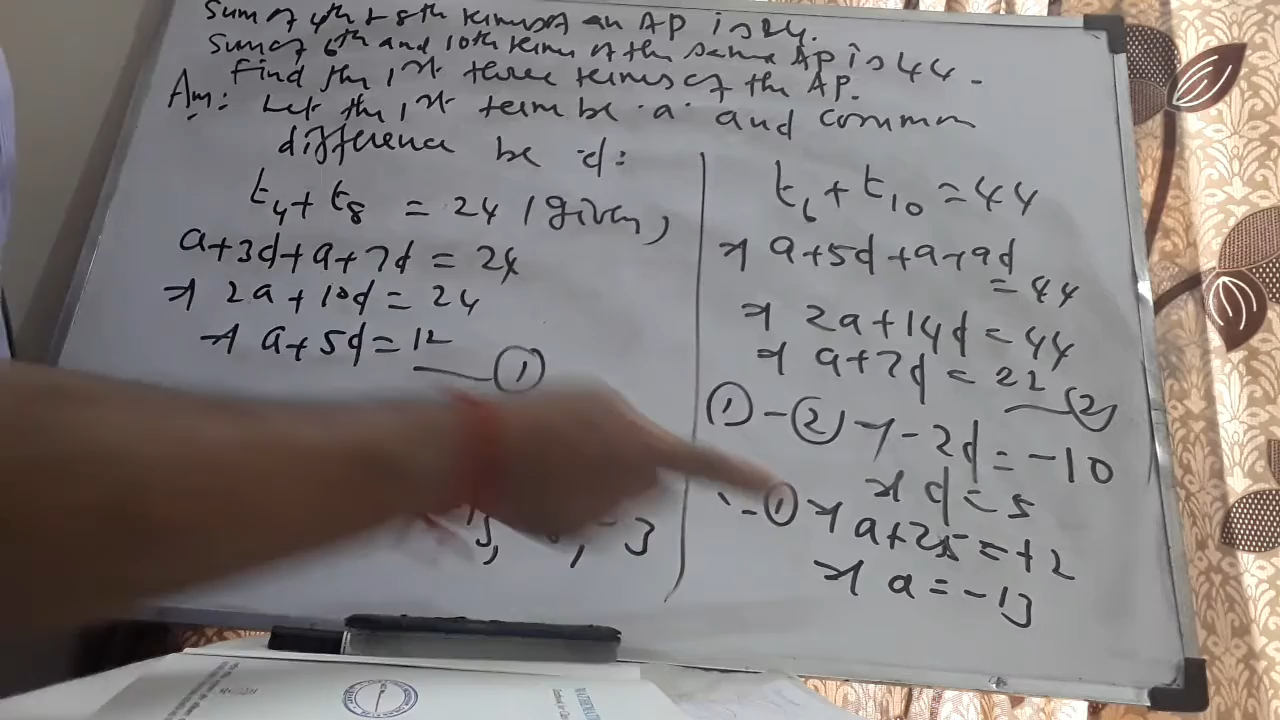 Sum of 4th & 8th terms of an AP is 24.
Sum of 6th and 10th terms of the same AP is 44.
Find the 1st three terms of the AP.
Ans: Let the 1st term be 'a' and common
difference be 'd'.
t4 + t8 = 24 (given)
a+3d+a+7d = 24
⇒ 2a+10d = 24
⇒ a+5d = 12
①
3, -3
t6 + t10 = 44
⇒ a+5d+a+9d
= 44
⇒ 2a+14d = 44
⇒ a+7d = 22
②
① - ② ⇒ -2d = -10
⇒ d = 5
∴ ① ⇒ a+25 = 12
⇒ a = -13